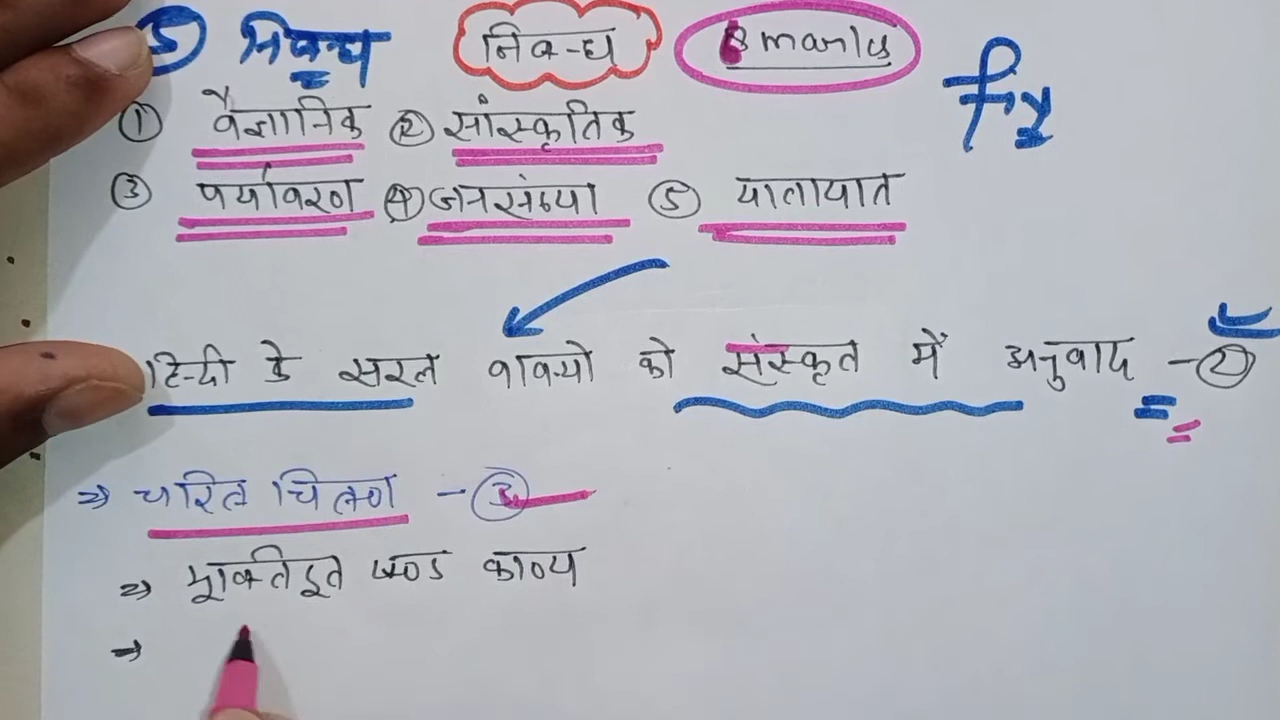 5 निबन्ध निबन्ध 8 marks
① वैज्ञानिक ② सांस्कृतिक
③ पर्यावरण ④ जनसंख्या ⑤ यातायात
हिन्दी के सरल वाक्यो को संस्कृत में अनुवाद - ②
⇒ चरित्र चित्रण - ③
⇒ मुक्तिदूत खण्ड काव्य
→